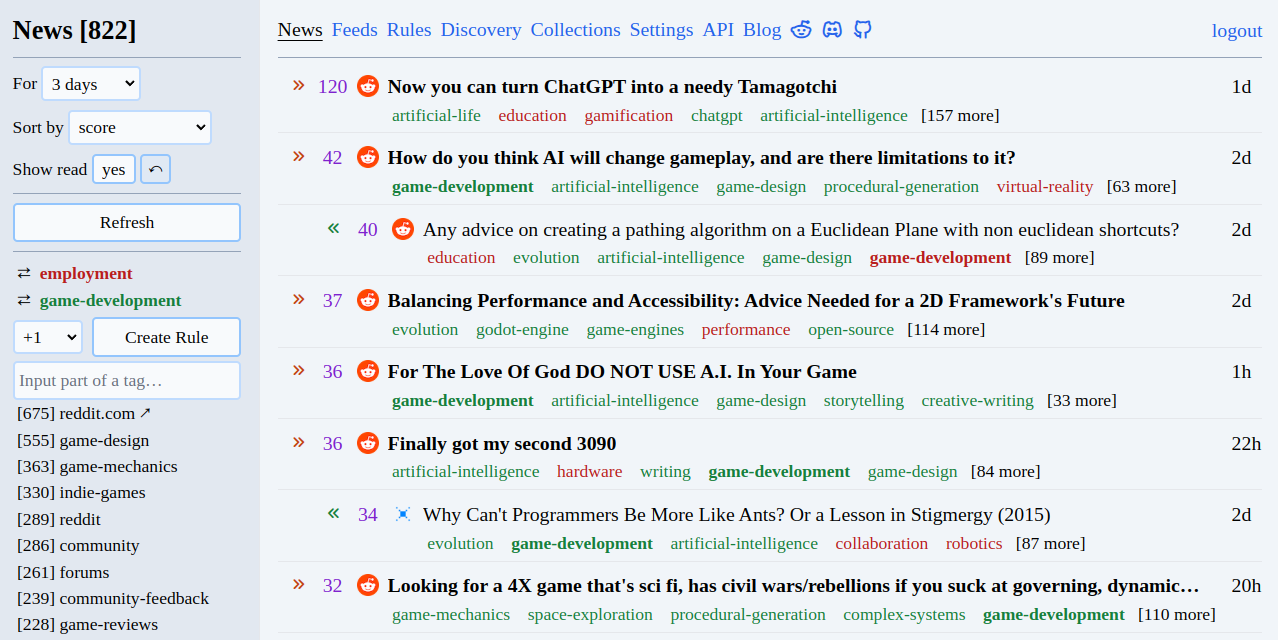 News [822]
For 3 days
Sort by score
Show read yes
Refresh
employment
game-development
+1 Create Rule
Input part of a tag…
[675] reddit.com ↗
[555] game-design
[363] game-mechanics
[330] indie-games
[289] reddit
[286] community
[261] forums
[239] community-feedback
[228] game-reviews
News Feeds Rules Discovery Collections Settings API Blog logout
» 120 Now you can turn ChatGPT into a needy Tamagotchi 1d
artificial-life education gamification chatgpt artificial-intelligence [157 more]
» 42 How do you think AI will change gameplay, and are there limitations to it? 2d
game-development artificial-intelligence game-design procedural-generation virtual-reality [63 more]
« 40 Any advice on creating a pathing algorithm on a Euclidean Plane with non euclidean shortcuts? 2d
education evolution artificial-intelligence game-design game-development [89 more]
» 37 Balancing Performance and Accessibility: Advice Needed for a 2D Framework's Future 2d
evolution godot-engine game-engines performance open-source [114 more]
» 36 For The Love Of God DO NOT USE A.I. In Your Game 1h
game-development artificial-intelligence game-design storytelling creative-writing [33 more]
» 36 Finally got my second 3090 22h
artificial-intelligence hardware writing game-development game-design [84 more]
« 34 Why Can't Programmers Be More Like Ants? Or a Lesson in Stigmergy (2015) 2d
evolution game-development artificial-intelligence collaboration robotics [87 more]
» 32 Looking for a 4X game that's sci fi, has civil wars/rebellions if you suck at governing, dynamic… 20h
game-mechanics space-exploration procedural-generation complex-systems game-development [110 more]